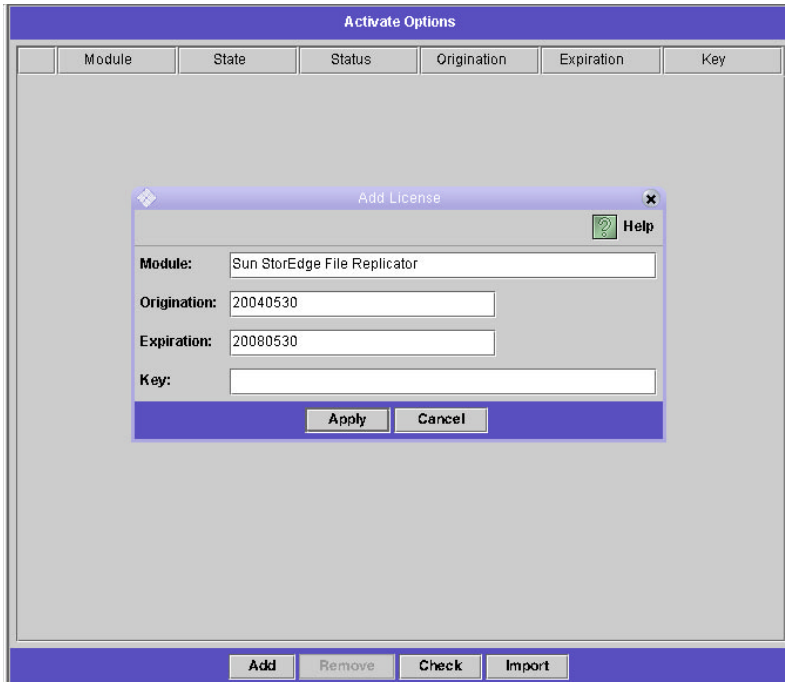 Activate Options
Module State Status Origination Expiration Key
Add License
Help
Module: Sun StorEdge File Replicator
Origination: 20040530
Expiration: 20080530
Key:
Apply Cancel
Add Remove Check Import